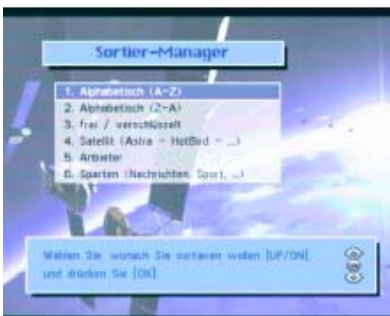 Sortier-Manager
1. Alphabetisch (A-Z)
2. Alphabetisch (Z-A)
3. frei / verschlüsselt
4. Satellit (Astra - HotBird - ...)
5. Anbieter
6. Sparten (Nachrichten, Sport, ...)
Wählen Sie wonach Sie sortieren wollen [UP/DN],
und drücken Sie [OK].